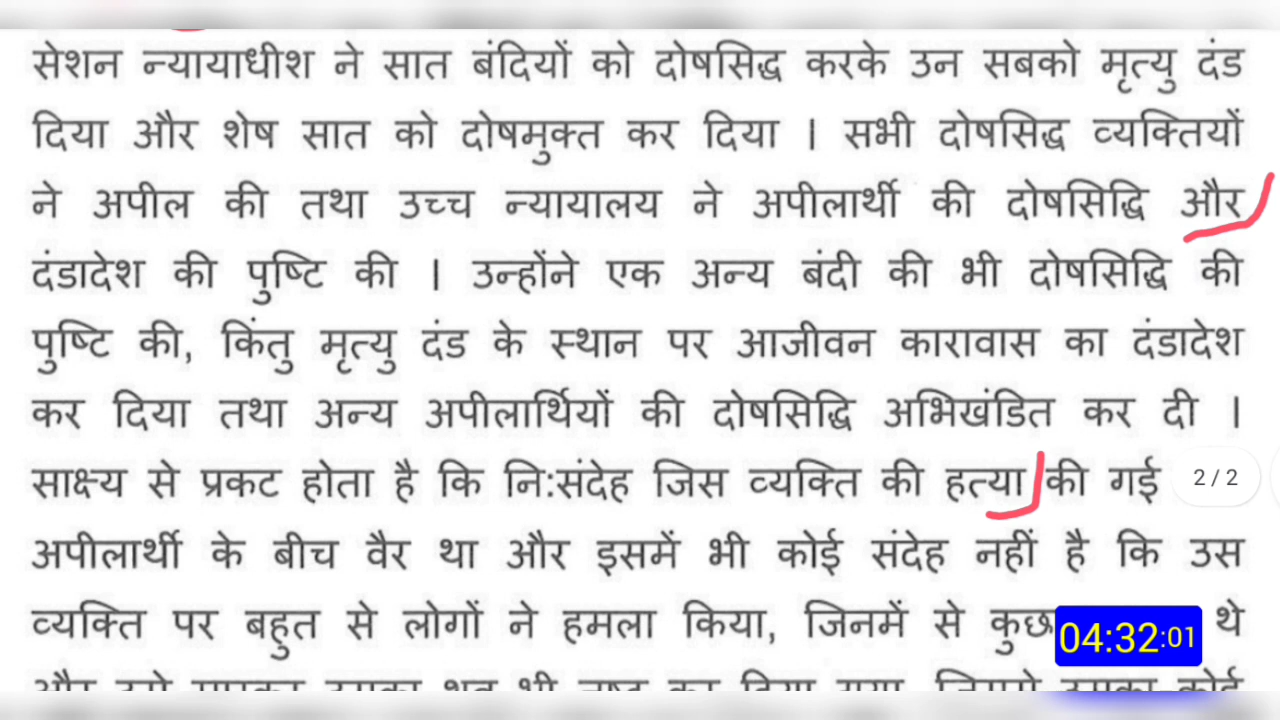 सेशन न्यायाधीश ने सात बंदियों को दोषसिद्ध करके उन सबको मृत्यु दंड
दिया और शेष सात को दोषमुक्त कर दिया । सभी दोषसिद्ध व्यक्तियों
ने अपील की तथा उच्च न्यायालय ने अपीलार्थी की दोषसिद्धि और
दंडादेश की पुष्टि की । उन्होंने एक अन्य बंदी की भी दोषसिद्धि की
पुष्टि की, किंतु मृत्यु दंड के स्थान पर आजीवन कारावास का दंडादेश
कर दिया तथा अन्य अपीलार्थियों की दोषसिद्धि अभिखंडित कर दी ।
साक्ष्य से प्रकट होता है कि नि:संदेह जिस व्यक्ति की हत्या की गई 2 / 2
अपीलार्थी के बीच वैर था और इसमें भी कोई संदेह नहीं है कि उस
व्यक्ति पर बहुत से लोगों ने हमला किया, जिनमें से कुछ थे
04:32:01